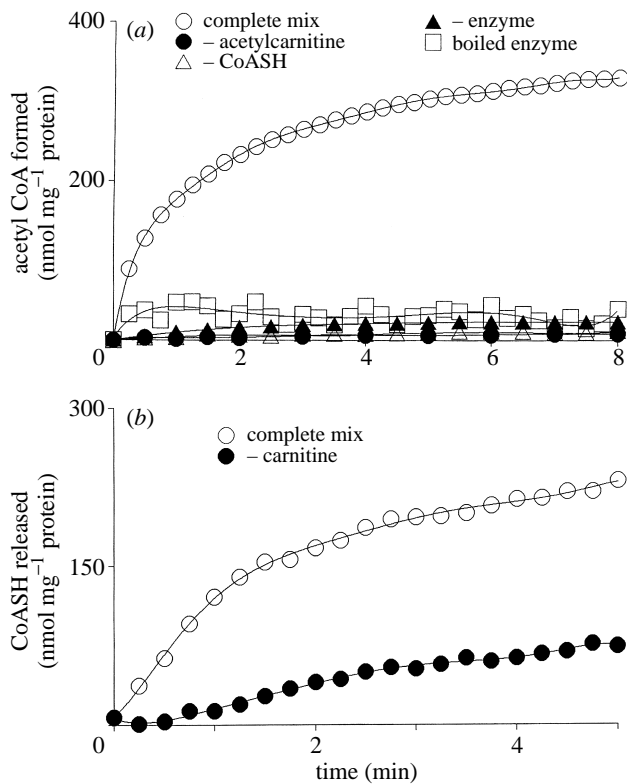 (a)
complete mix
– acetylcarnitine
– CoASH
– enzyme
boiled enzyme
400
200
0
2
4
6
8
acetyl CoA formed
(nmol mg⁻¹ protein)
(b)
complete mix
– carnitine
300
150
0
2
4
CoASH released
(nmol mg⁻¹ protein)
time (min)